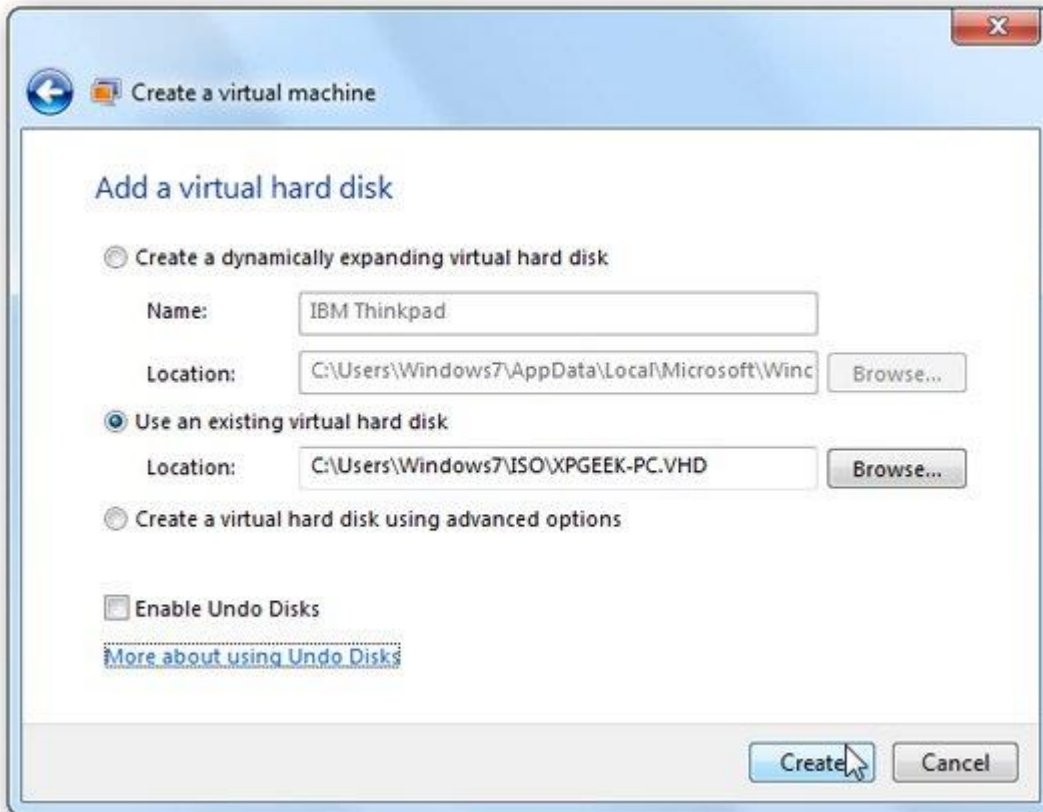 Create a virtual machine
Add a virtual hard disk
Create a dynamically expanding virtual hard disk
Name: IBM Thinkpad
Location: C:\Users\Windows7\AppData\Local\Microsoft\Winc Browse...
Use an existing virtual hard disk
Location: C:\Users\Windows7\ISO\XPGEEK-PC.VHD Browse...
Create a virtual hard disk using advanced options
Enable Undo Disks
More about using Undo Disks
Create Cancel